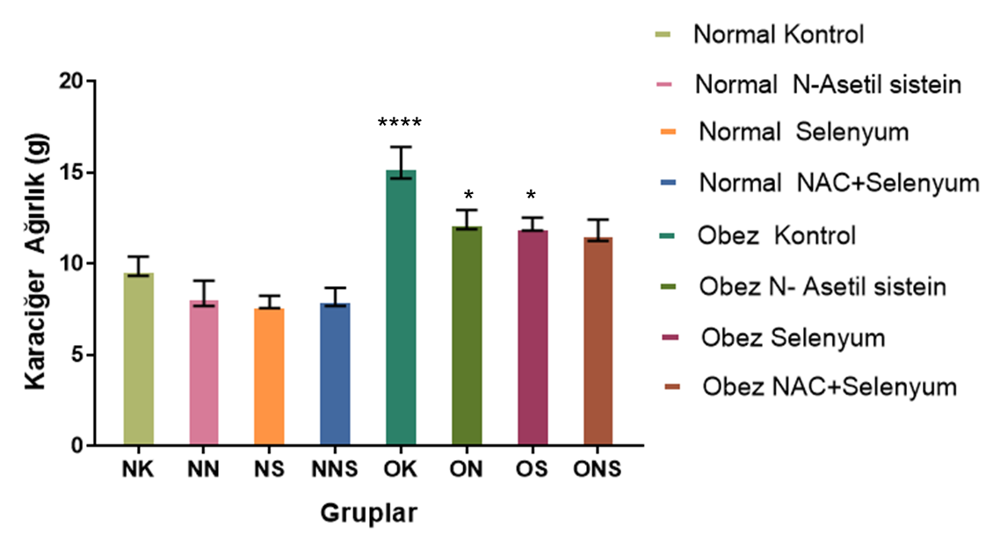 Normal Kontrol
Normal N-Asetil sistein
Normal Selenyum
Normal NAC+Selenyum
Obez Kontrol
Obez N- Asetil sistein
Obez Selenyum
Obez NAC+Selenyum
Karaciğer Ağırlık (g)
20
15
10
5
0
****
*
*
NK NN NS NNS OK ON OS ONS
Gruplar